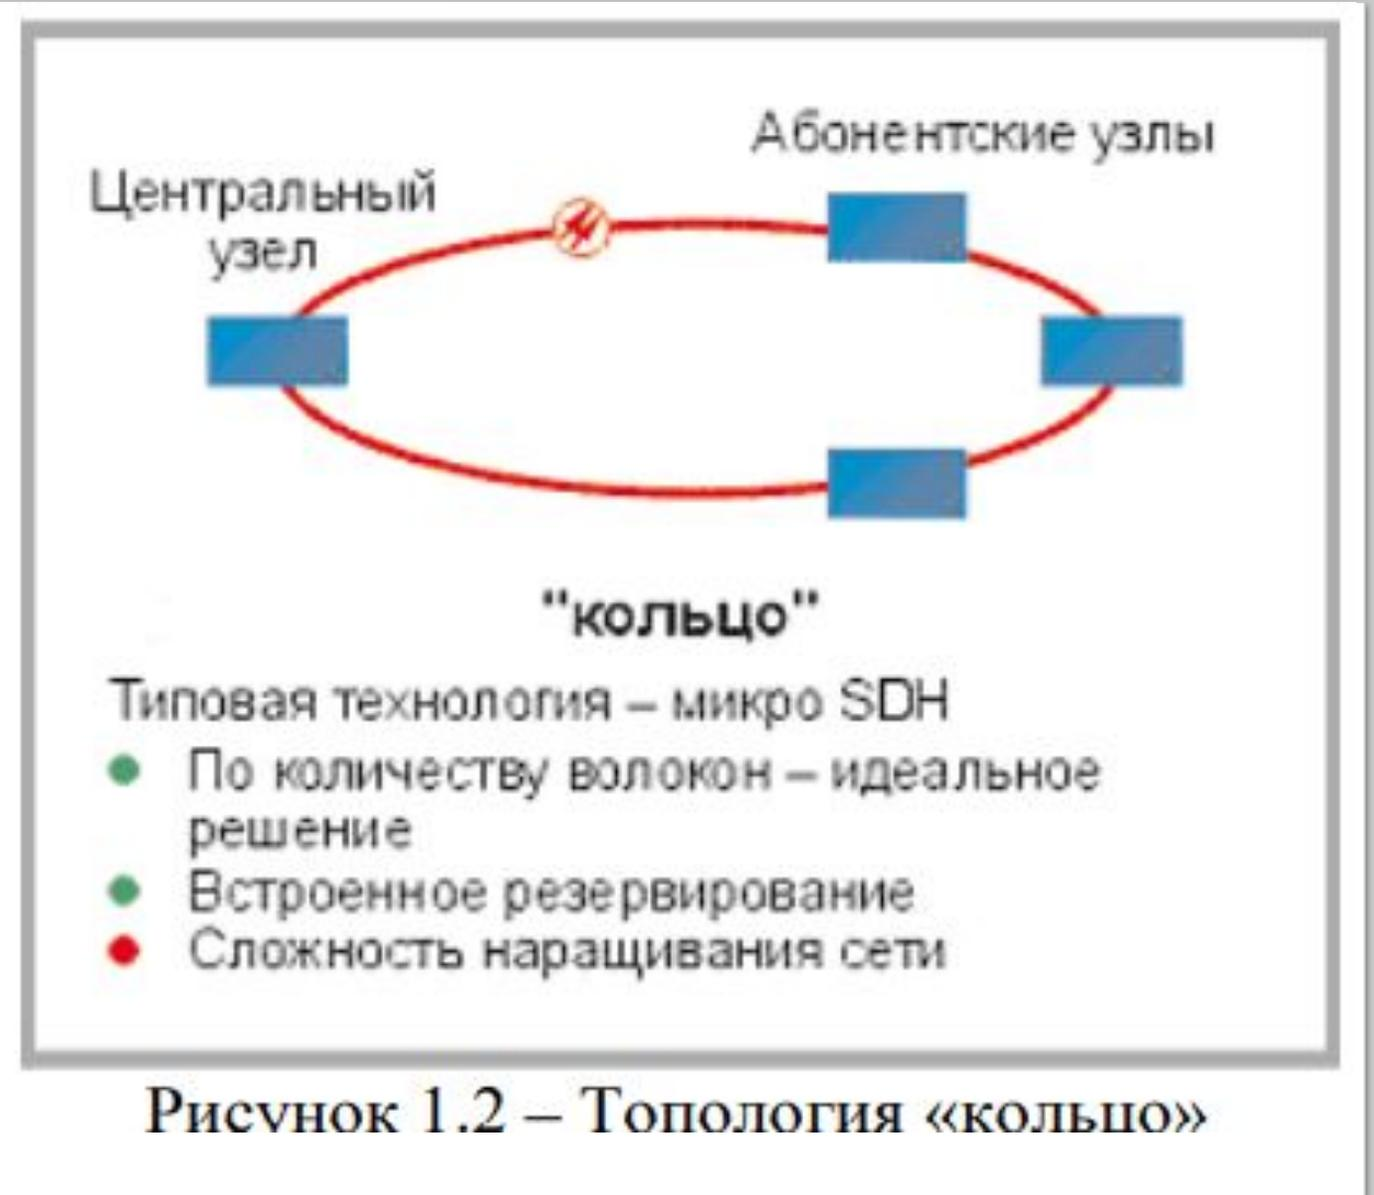 Абонентские узлы
Центральный
узел
"кольцо"
Типовая технология – микро SDH
По количеству волокон – идеальное
решение
Встроенное резервирование
Сложность наращивания сети
Рисунок 1.2 – Топология «кольцо»